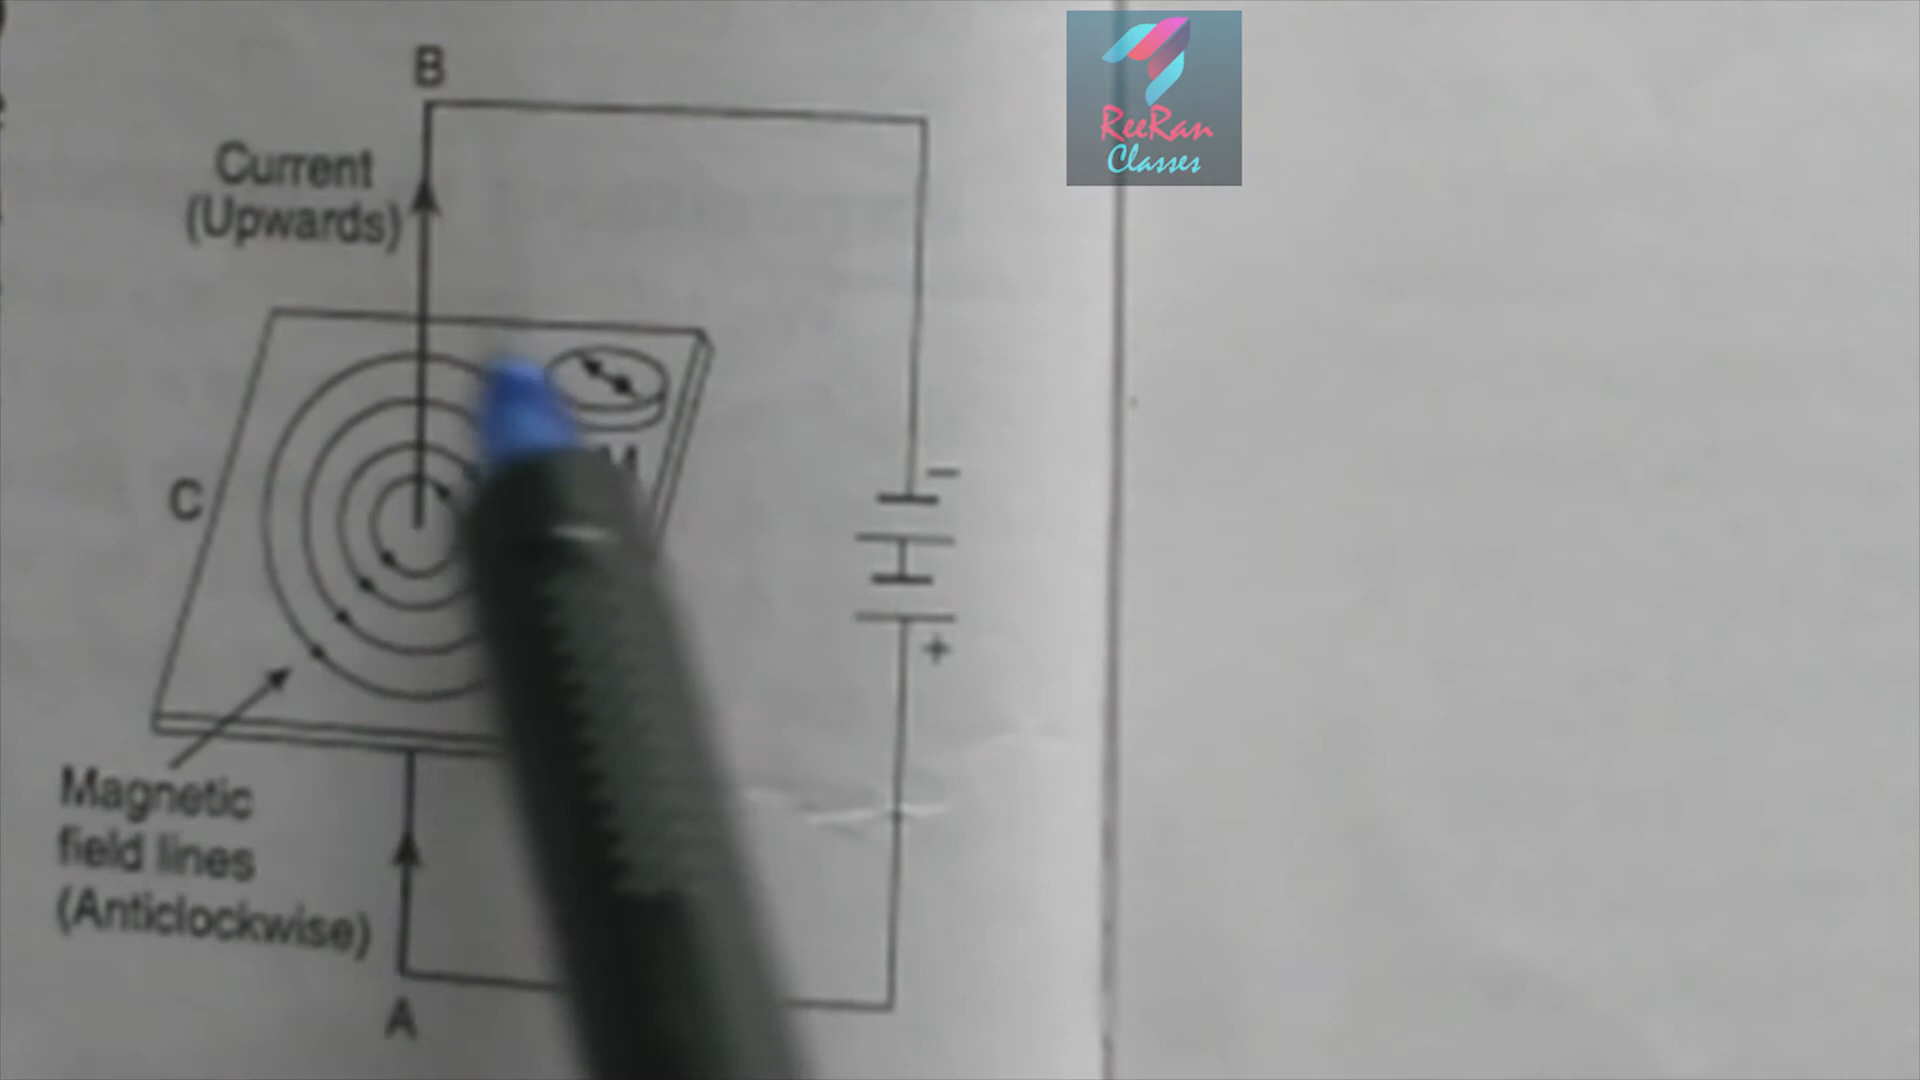 B
Current
(Upwards)
C
M
Magnetic
field lines
(Anticlockwise)
A
−
+
ReeRan
Classes